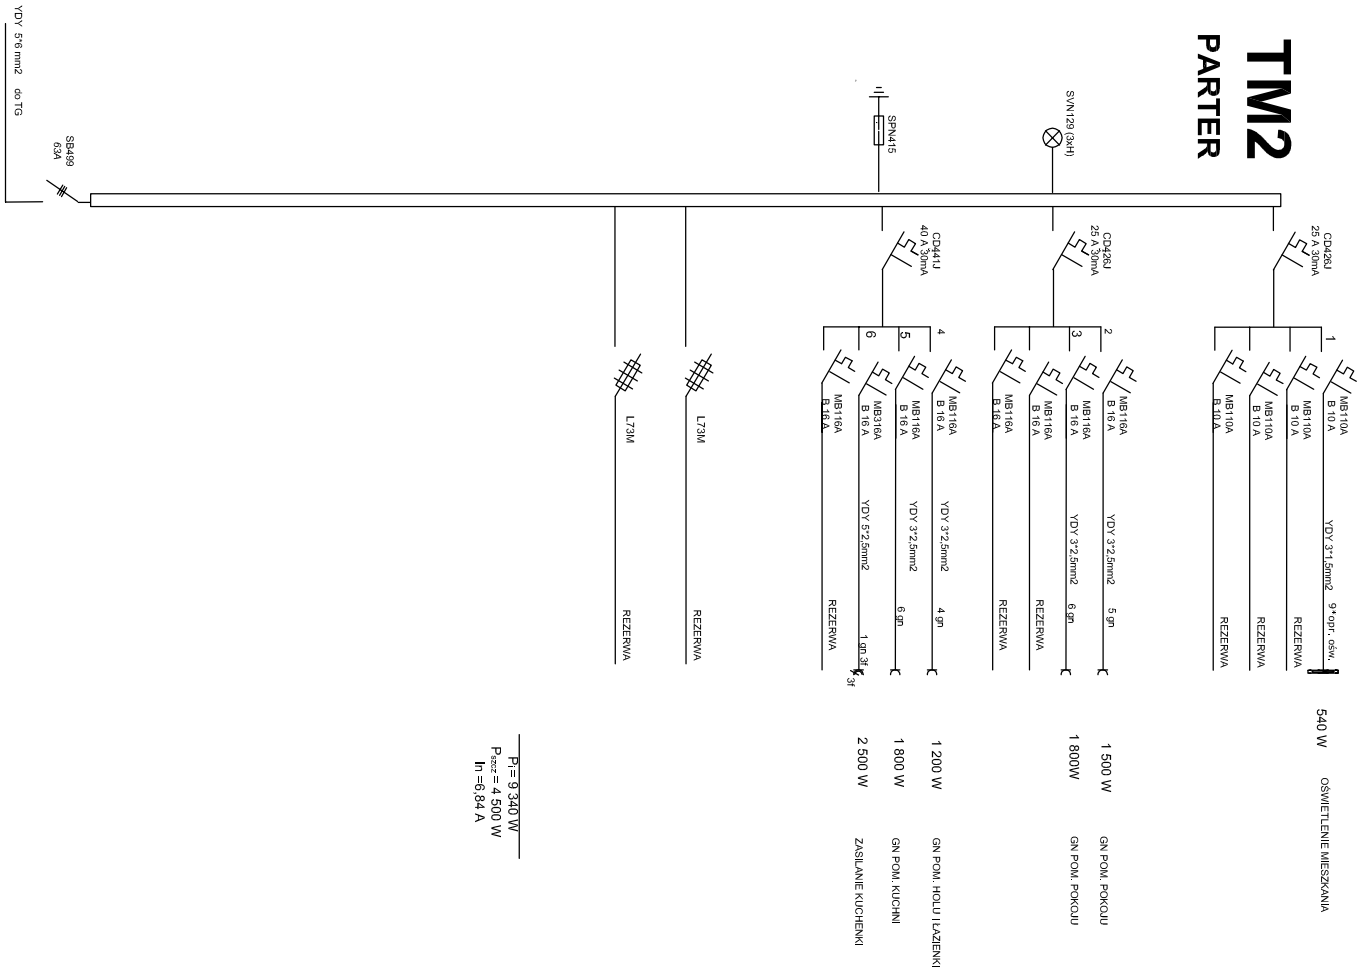 TM2
PARTER
YDY 5*6 mm2 do TG
SB499
63A
SPN415
SVN129 (3xH)
CD426J
25 A 30mA
1
MB110A
B 10 A
YDY 3*1,5mm2
9*opr. ośw.
540 W
OŚWIETLENIE MIESZKANIA
MB110A
B 10 A
REZERWA
MB110A
B 10 A
REZERWA
MB110A
B 10 A
REZERWA
CD426J
25 A 30mA
2
MB116A
B 16 A
YDY 3*2,5mm2
5 gn
1 500 W
GN POM. POKOJU
3
MB116A
B 16 A
YDY 3*2,5mm2
6 gn
1 800W
GN POM. POKOJU
MB116A
B 16 A
REZERWA
MB116A
B 16 A
REZERWA
CD441J
40 A 30mA
4
MB116A
B 16 A
YDY 3*2,5mm2
4 gn
1 200 W
GN POM. HOLU I ŁAZIENKI
5
MB116A
B 16 A
YDY 3*2,5mm2
6 gn
1 800 W
GN POM. KUCHNI
6
MB316A
B 16 A
YDY 5*2,5mm2
1 gn 3f
3f
2 500 W
ZASILANIE KUCHENKI
MB116A
B 16 A
REZERWA
L73M
REZERWA
L73M
REZERWA
Pi= 9 340 W
Pszcz = 4 500 W
In =6,84 A